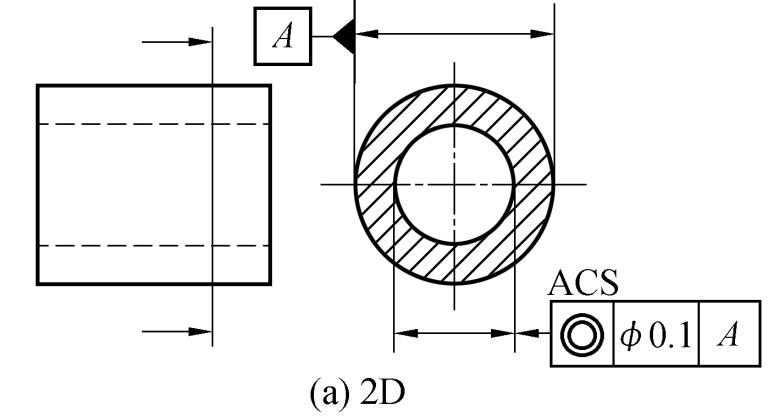 A
ACS
◎ ϕ 0.1 A
(a) 2D